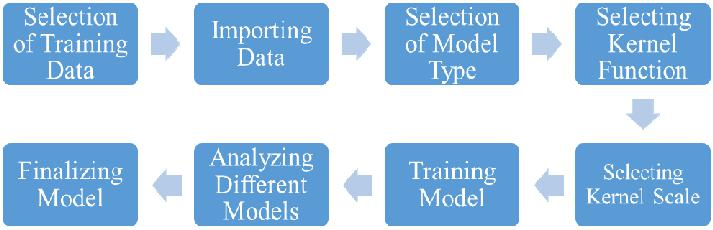 Selection
of Training
Data
Importing
Data
Selection
of Model
Type
Selecting
Kernel
Function
Selecting
Kernel Scale
Training
Model
Analyzing
Different
Models
Finalizing
Model